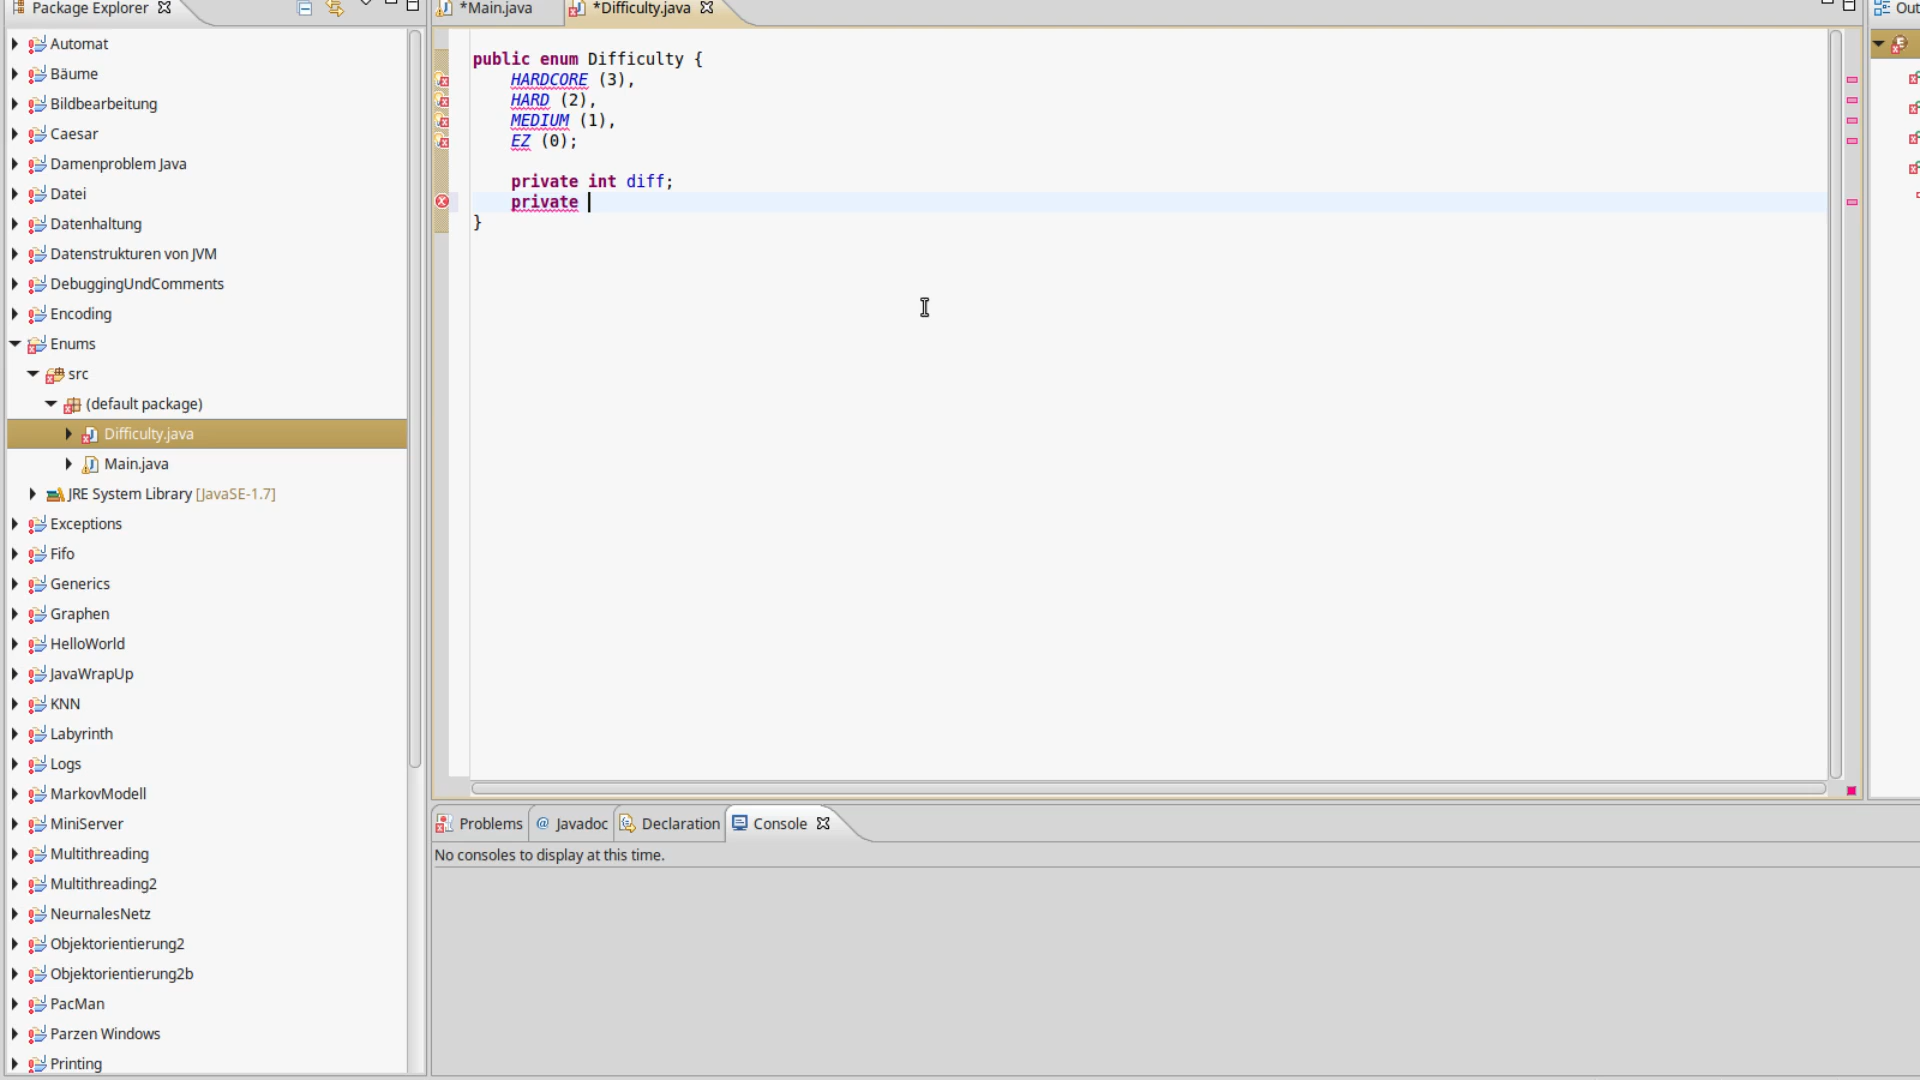 Package Explorer
*Main.java
*Difficulty.java
Out
Automat
Bäume
Bildbearbeitung
Caesar
Damenproblem Java
Datei
Datenhaltung
Datenstrukturen von JVM
DebuggingUndComments
Encoding
Enums
src
(default package)
Difficulty.java
Main.java
JRE System Library [JavaSE-1.7]
Exceptions
Fifo
Generics
Graphen
HelloWorld
JavaWrapUp
KNN
Labyrinth
Logs
MarkovModell
MiniServer
Multithreading
Multithreading2
NeurnalesNetz
Objektorientierung2
Objektorientierung2b
PacMan
Parzen Windows
Printing
public enum Difficulty {
HARDCORE (3),
HARD (2),
MEDIUM (1),
EZ (0);
private int diff;
private
}
Problems
@ Javadoc
Declaration
Console
No consoles to display at this time.